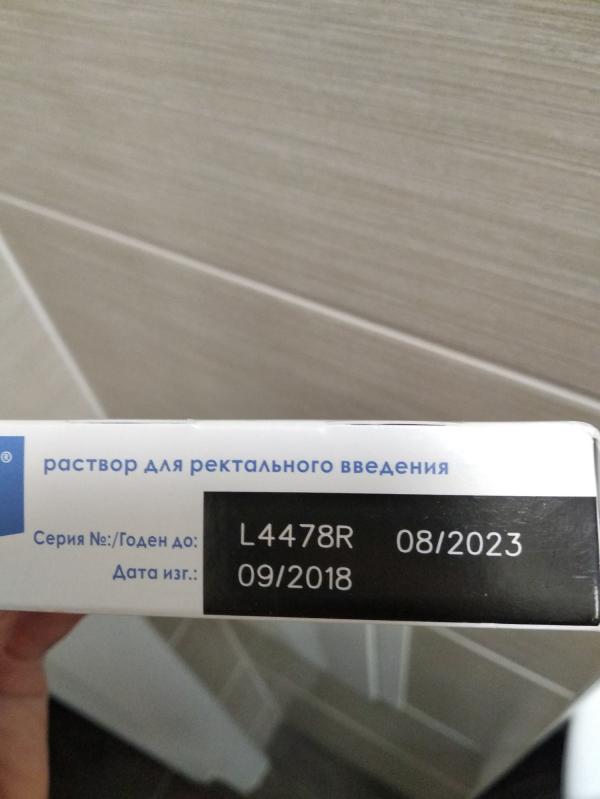 ®
раствор для ректального введения
Серия №:/Годен до: L4478R 08/2023
Дата изг.: 09/2018